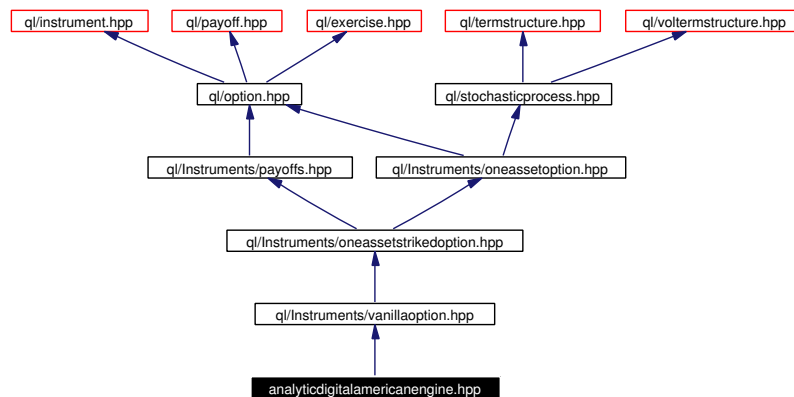 ql/instrument.hpp
ql/payoff.hpp
ql/exercise.hpp
ql/termstructure.hpp
ql/voltermstructure.hpp
ql/option.hpp
ql/stochasticprocess.hpp
ql/Instruments/payoffs.hpp
ql/Instruments/oneassetoption.hpp
ql/Instruments/oneassetstrikedoption.hpp
ql/Instruments/vanillaoption.hpp
analyticdigitalamericanengine.hpp